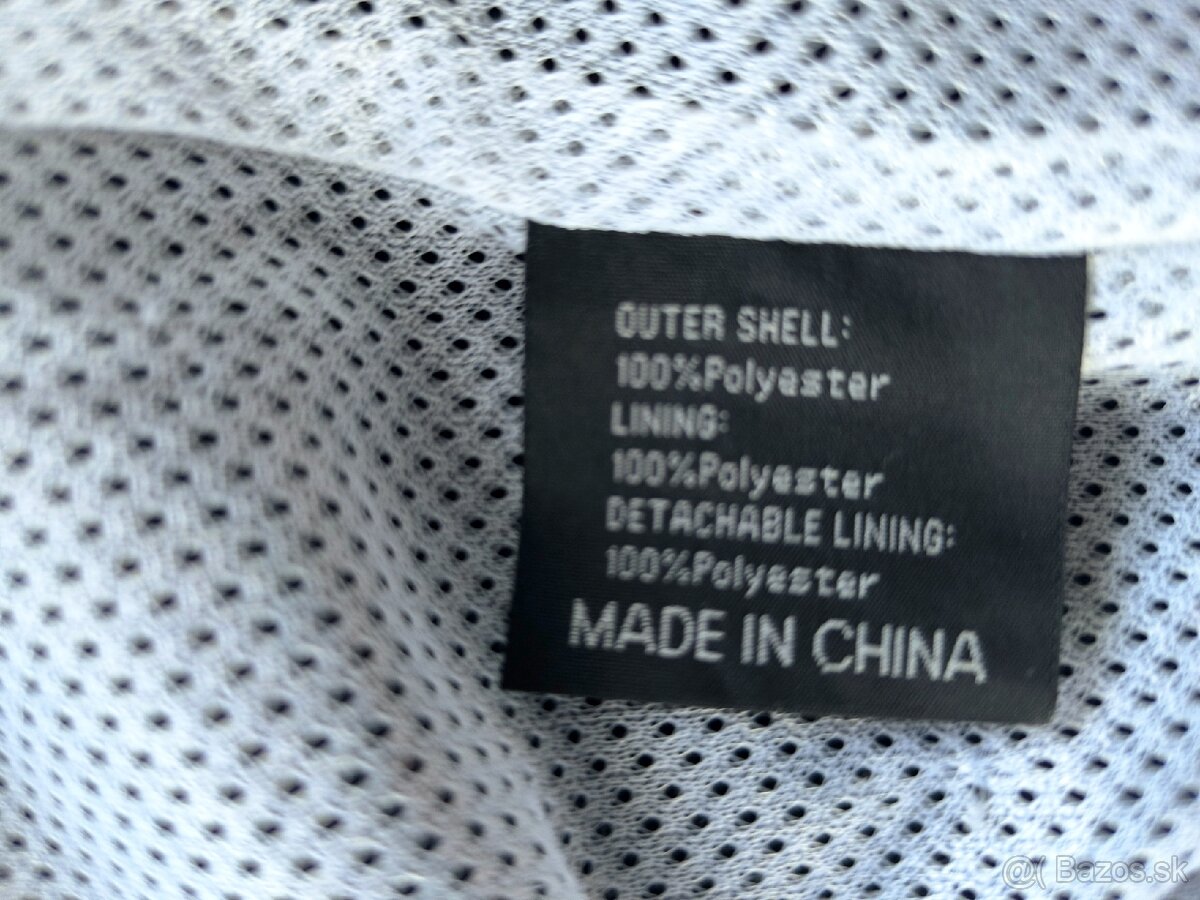 OUTER SHELL:
100%Polyester
LINING:
100%Polyester
DETACHABLE LINING:
100%Polyester
MADE IN CHINA
@( Bazos.sk